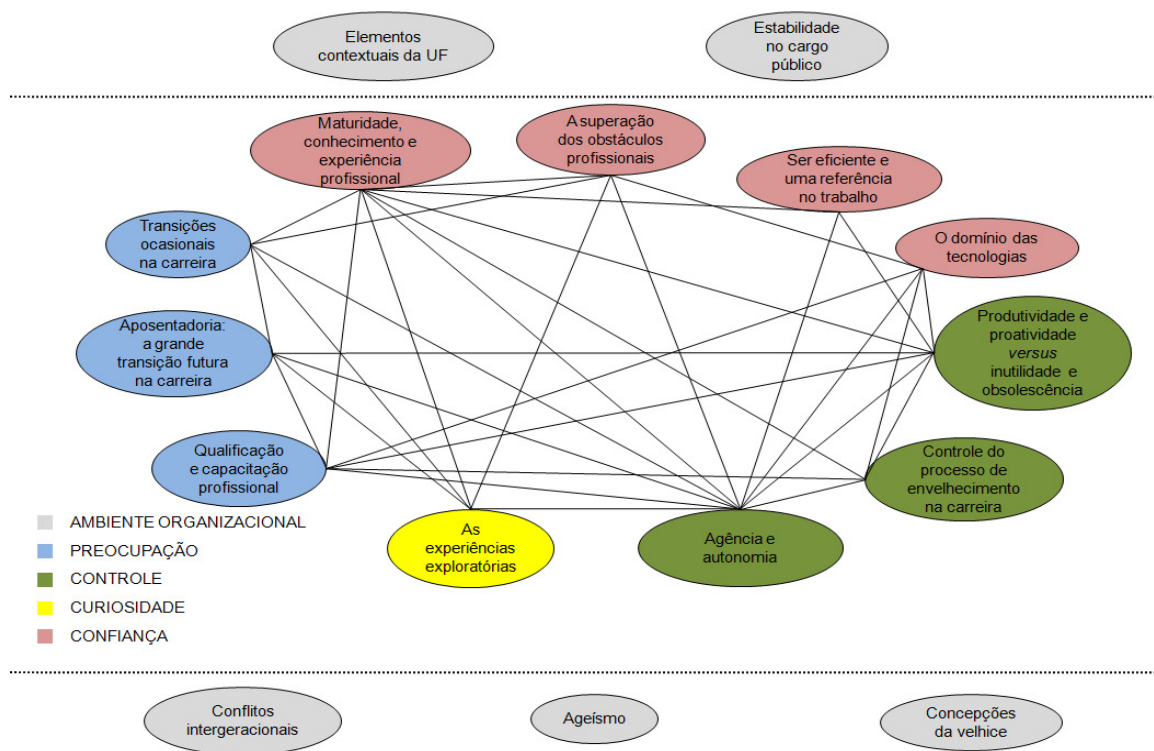 Elementos
contextuais da UF
Estabilidade
no cargo
público
Maturidade,
conhecimento e
experiência
profissional
A superação
dos obstáculos
profissionais
Ser eficiente e
uma referência
no trabalho
O domínio das
tecnologias
Transições
ocasionais
na carreira
Aposentadoria:
a grande
transição futura
na carreira
Produtividade e
proatividade
versus
inutilidade e
obsolescência
Qualificação
e capacitação
profissional
Controle do
processo de
envelhecimento
na carreira
As
experiências
exploratórias
Agência e
autonomia
AMBIENTE ORGANIZACIONAL
PREOCUPAÇÃO
CONTROLE
CURIOSIDADE
CONFIANÇA
Conflitos
intergeracionais
Ageísmo
Concepções
da velhice